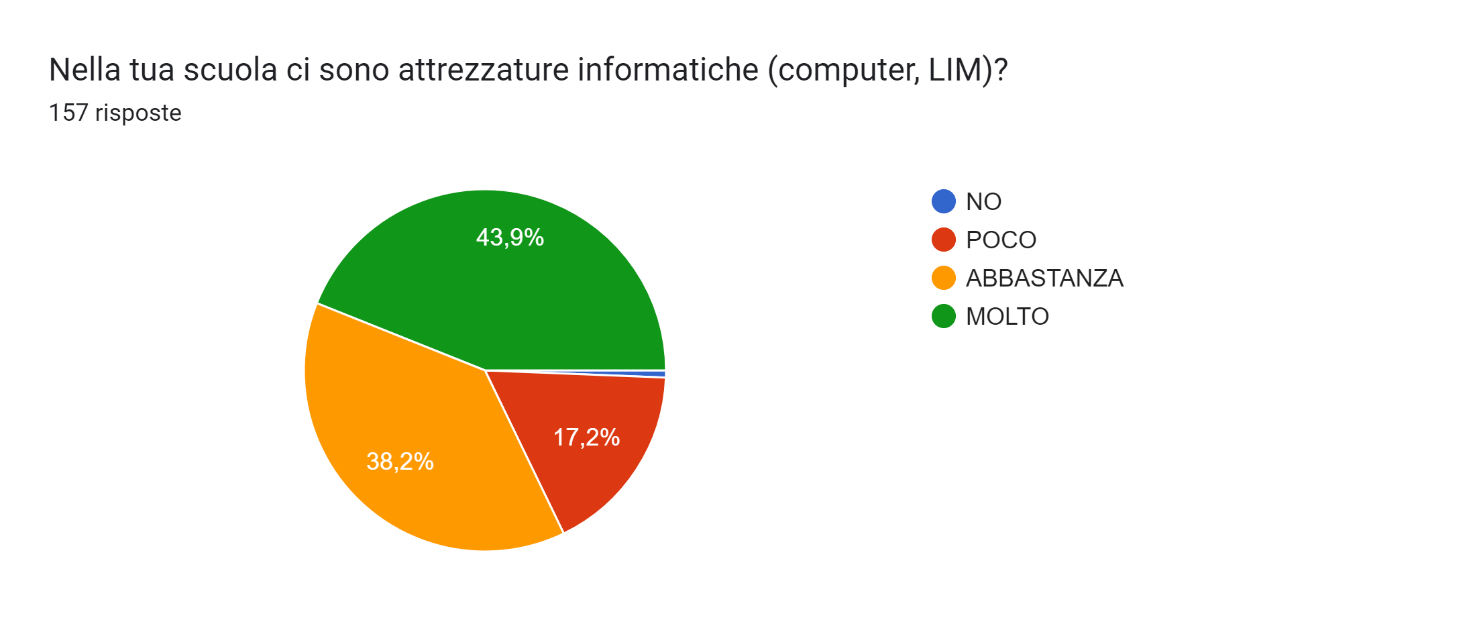 Nella tua scuola ci sono attrezzature informatiche (computer, LIM)?
157 risposte
43,9%
17,2%
38,2%
NO
POCO
ABBASTANZA
MOLTO